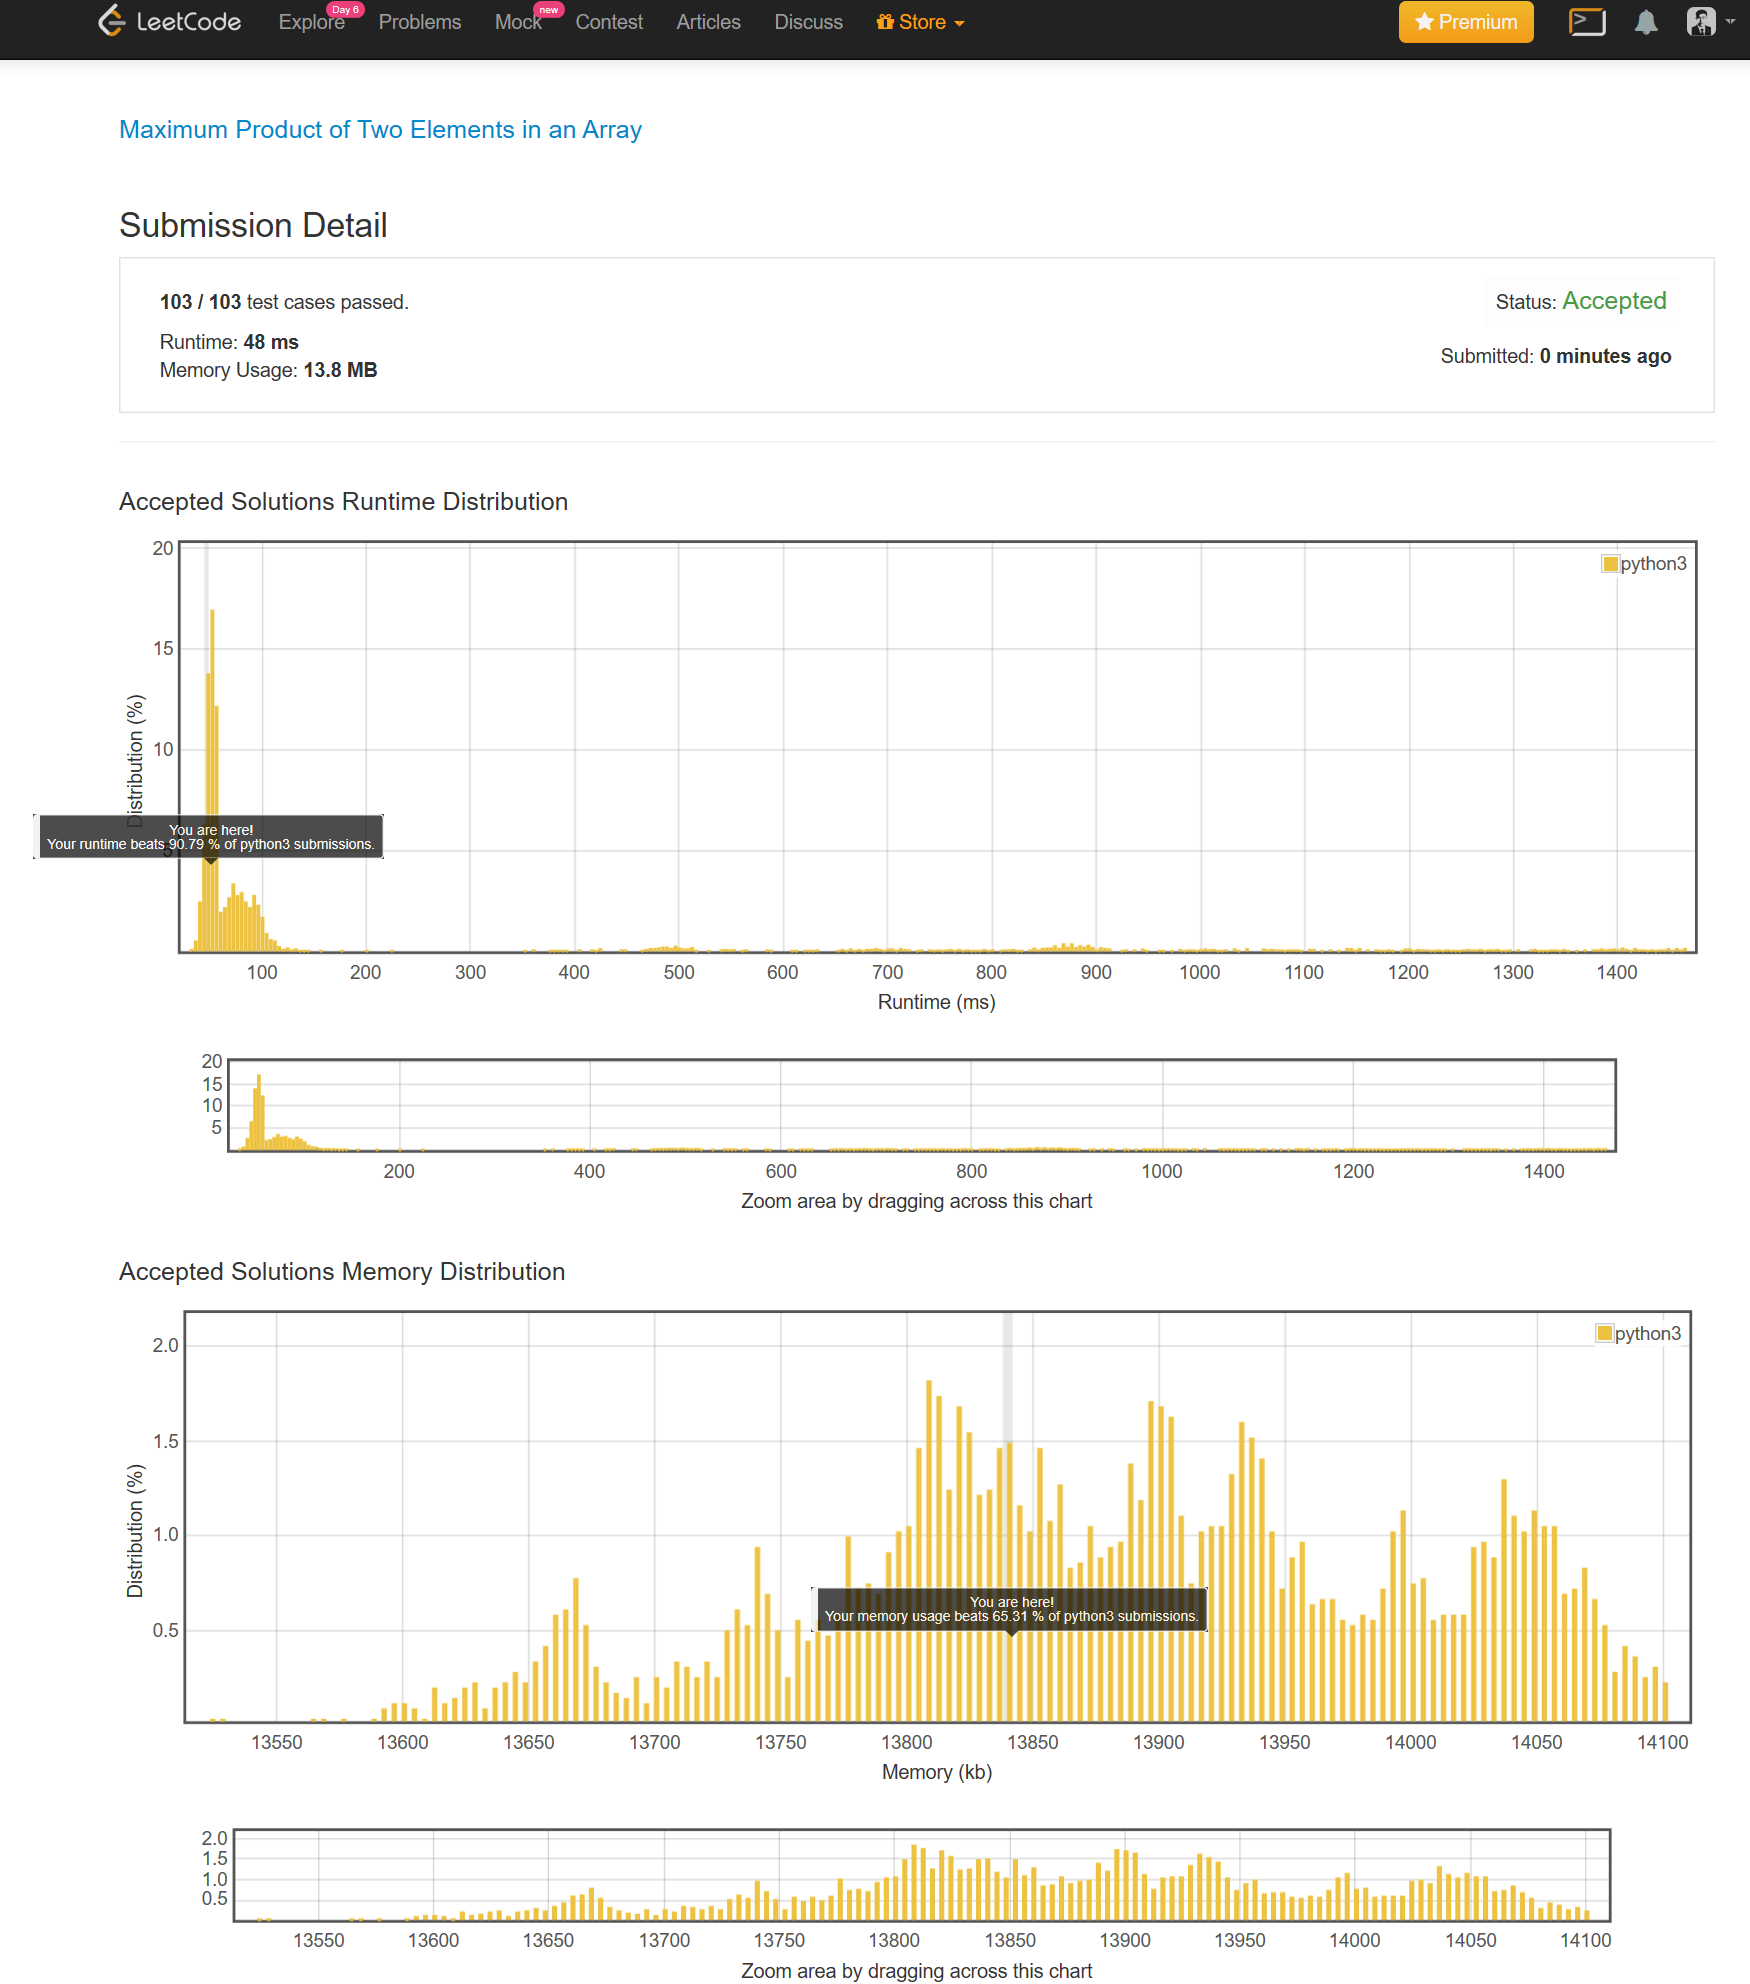 LeetCode Explore Day 6 Problems Mock new Contest Articles Discuss Store Premium
Maximum Product of Two Elements in an Array
Submission Detail
103 / 103 test cases passed.
Status: Accepted
Runtime: 48 ms
Submitted: 0 minutes ago
Memory Usage: 13.8 MB
Accepted Solutions Runtime Distribution
20
python3
15
10
Distribution (%)
You are here!
Your runtime beats 90.79 % of python3 submissions.
5
100 200 300 400 500 600 700 800 900 1000 1100 1200 1300 1400
Runtime (ms)
20
15
10
5
200 400 600 800 1000 1200 1400
Zoom area by dragging across this chart
Accepted Solutions Memory Distribution
python3
2.0
1.5
Distribution (%)
1.0
You are here!
Your memory usage beats 65.31 % of python3 submissions.
0.5
13550 13600 13650 13700 13750 13800 13850 13900 13950 14000 14050 14100
Memory (kb)
2.0
1.5
1.0
0.5
13550 13600 13650 13700 13750 13800 13850 13900 13950 14000 14050 14100
Zoom area by dragging across this chart